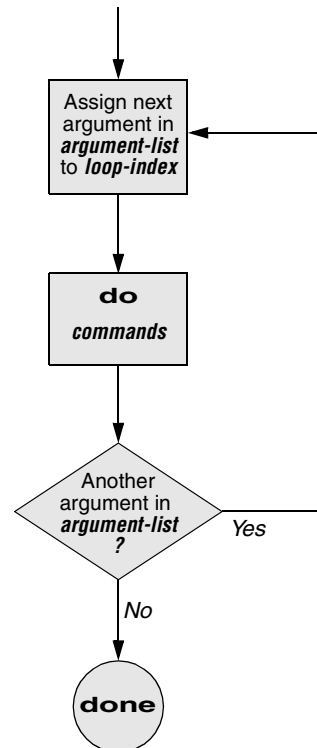 Assign next
argument in
argument-list
to loop-index
do
commands
Another
argument in
argument-list
?
Yes
No
done